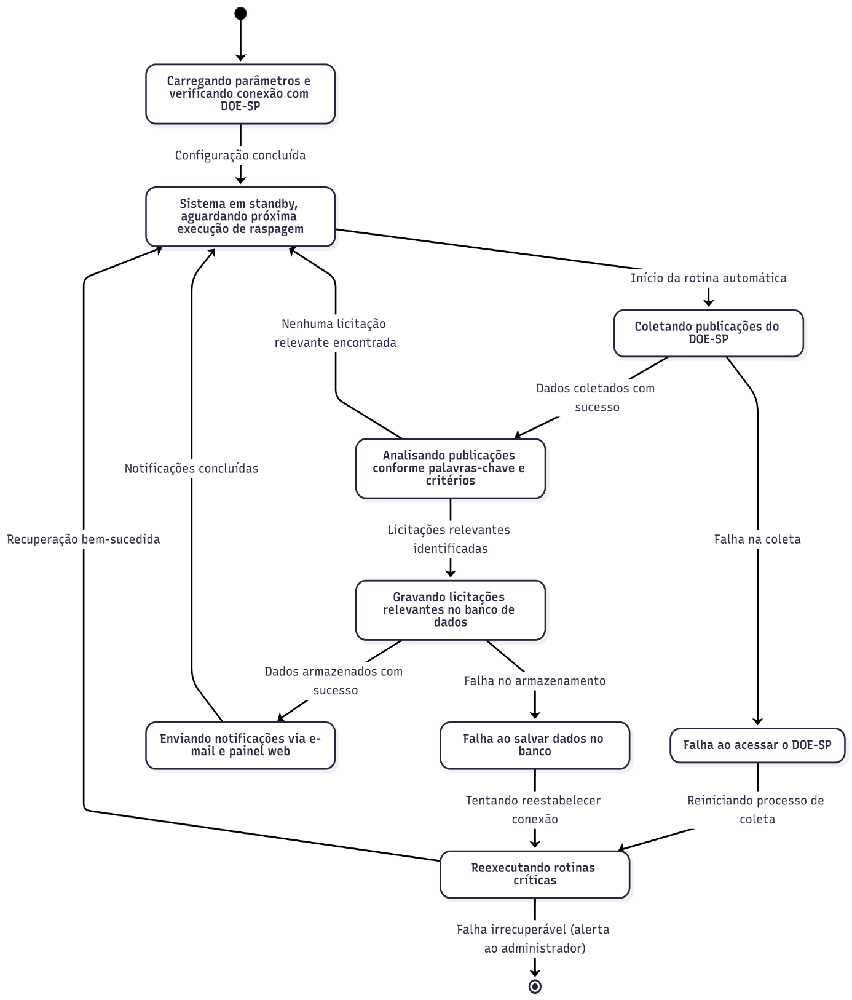 Carregando parâmetros e
verificando conexão com
DOE-SP
Configuração concluída
Sistema em standby,
aguardando próxima
execução de raspagem
Início da rotina automática
Coletando publicações do
DOE-SP
Nenhuma licitação
relevante encontrada
Dados coletados com
sucesso
Analisando publicações
conforme palavras-chave e
critérios
Notificações concluídas
Licitações relevantes
identificadas
Recuperação bem-sucedida
Falha na coleta
Gravando licitações
relevantes no banco de
dados
Dados armazenados com
sucesso
Falha no armazenamento
Enviando notificações via e-
mail e painel web
Falha ao salvar dados no
banco
Falha ao acessar o DOE-SP
Tentando reestabelecer
conexão
Reiniciando processo de
coleta
Reexecutando rotinas
críticas
Falha irrecuperável (alerta
ao administrador)